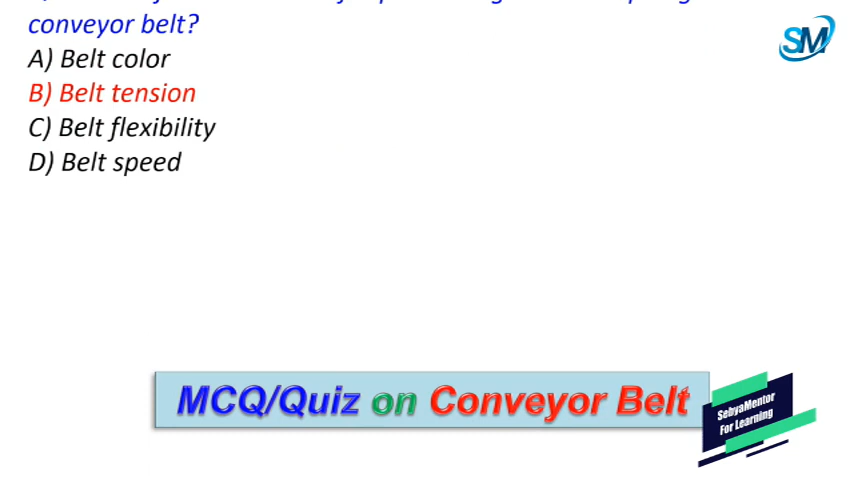 conveyor belt?
A) Belt color
B) Belt tension
C) Belt flexibility
D) Belt speed
SM
MCQ/Quiz on Conveyor Belt
SebyaMentor
For Learning